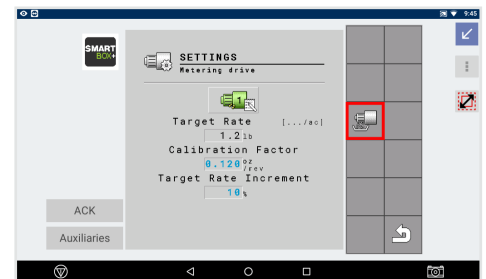 9:45
SMART
BOX+
SETTINGS
Metering drive
1
Target Rate [.../ac]
1.2 lb
Calibration Factor
0.120 oz/rev
Target Rate Increment
10 %
ACK
Auxiliaries